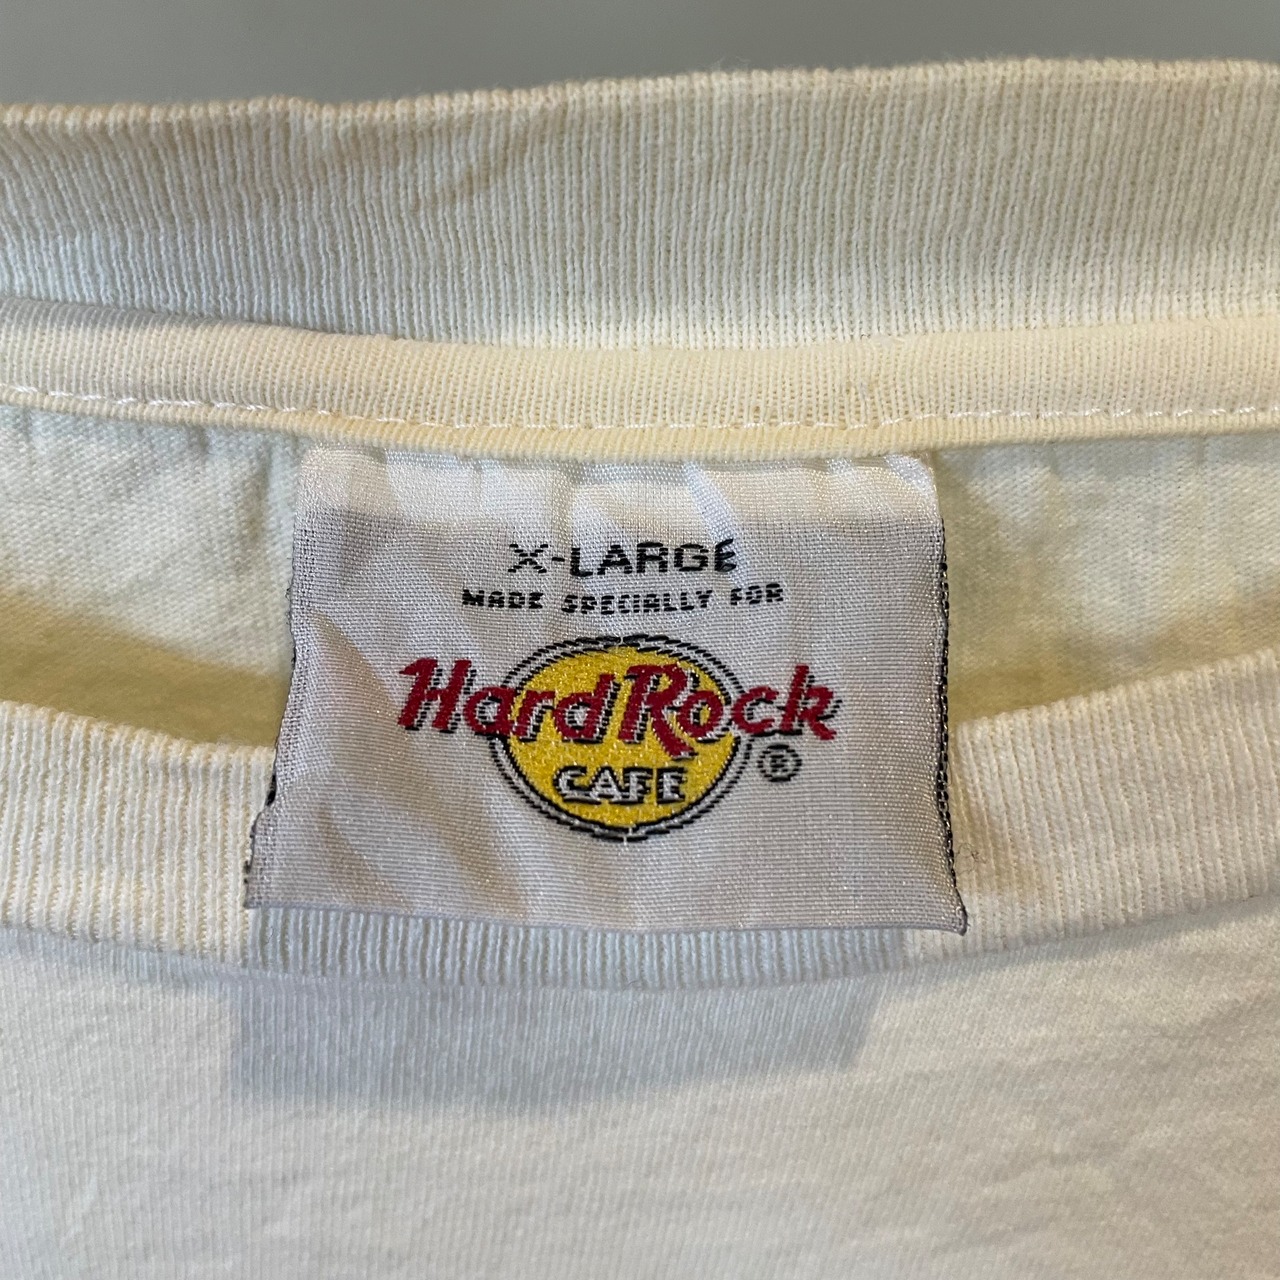 X-LARGE
MADE SPECIALLY FOR
Hard Rock
CAFE
®